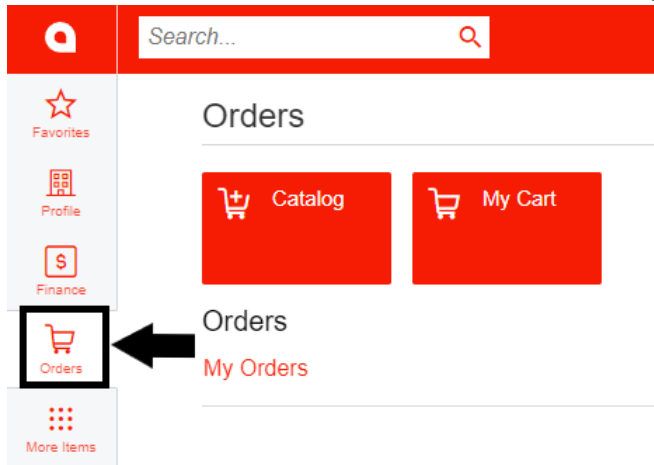 Search...
Favorites
Profile
Finance
Orders
More Items
Orders
Catalog
My Cart
Orders
My Orders